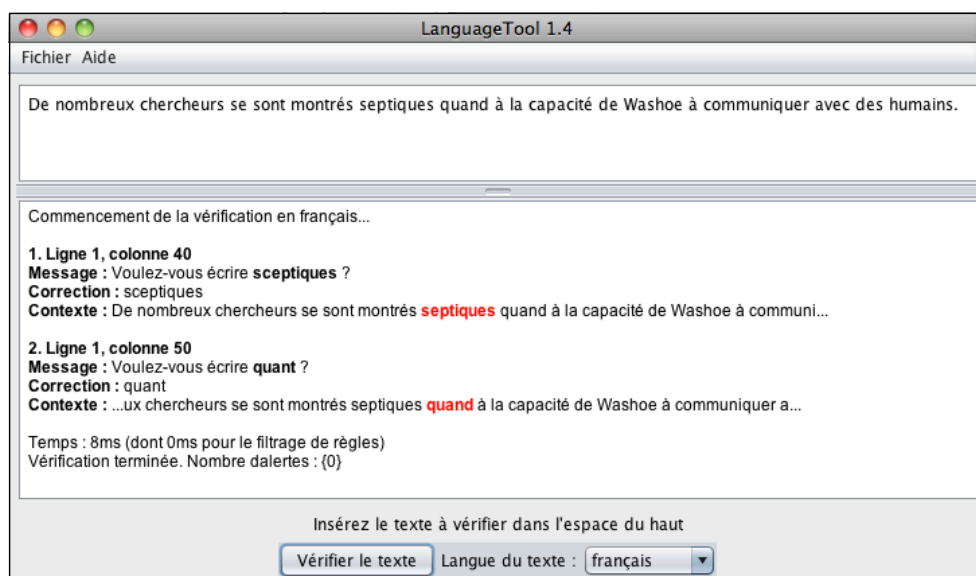 LanguageTool 1.4
Fichier Aide
De nombreux chercheurs se sont montrés septiques quand à la capacité de Washoe à communiquer avec des humains.
Commencement de la vérification en français...
1. Ligne 1, colonne 40
Message : Voulez-vous écrire sceptiques ?
Correction : sceptiques
Contexte : De nombreux chercheurs se sont montrés septiques quand à la capacité de Washoe à communi...
2. Ligne 1, colonne 50
Message : Voulez-vous écrire quant ?
Correction : quant
Contexte : ...ux chercheurs se sont montrés septiques quand à la capacité de Washoe à communiquer a...
Temps : 8ms (dont 0ms pour le filtrage de règles)
Vérification terminée. Nombre dalertes : {0}
Insérez le texte à vérifier dans l'espace du haut
Vérifier le texte Langue du texte : français